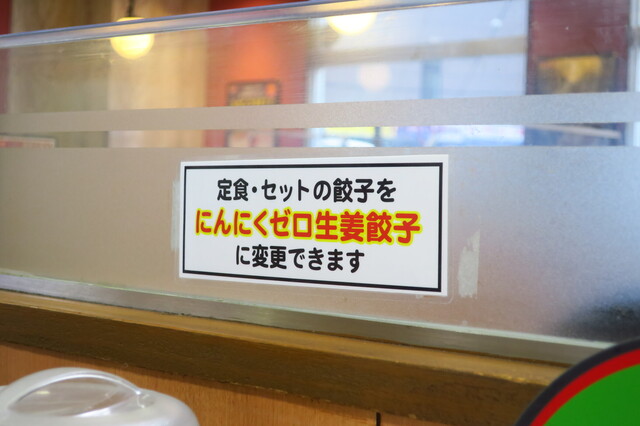 定食・セットの餃子を
にんにくゼロ生姜餃子
に変更できます